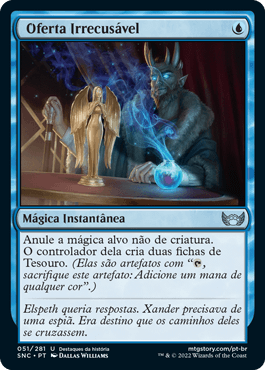 Oferta Irrecusável
Mágica Instantânea
Anule a mágica alvo não de criatura.
O controlador dela cria duas fichas de
Tesouro. (Elas são artefatos com “,
sacrifique este artefato: Adicione um mana de
qualquer cor”.)
Elspeth queria respostas. Xander precisava de
uma espiã. Era destino que os caminhos deles
se cruzassem.
051/281 U Destaques da história
SNC • PT DALLAS WILLIAMS
mtgstory.com/pt-br
™ & © 2022 Wizards of the Coast